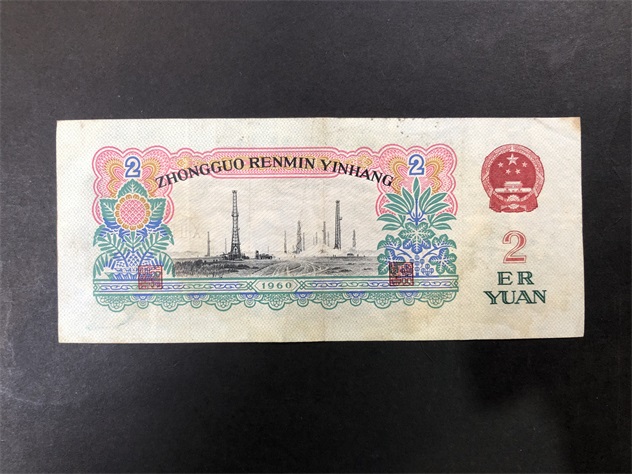 2
ZHONGGUO RENMIN YINHANG
2
1960
2
ER
YUAN